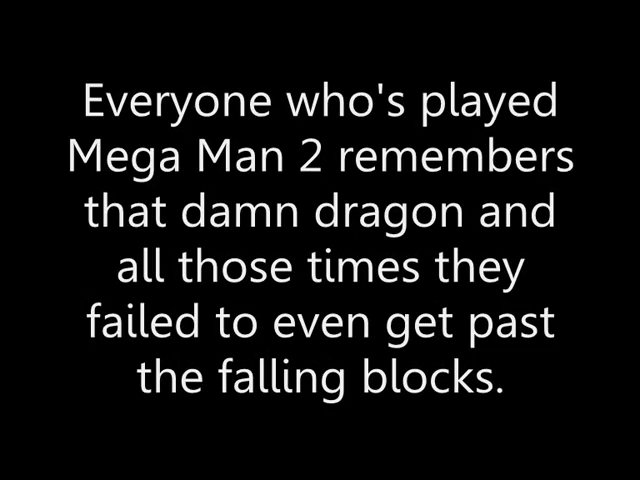 Everyone who's played
Mega Man 2 remembers
that damn dragon and
all those times they
failed to even get past
the falling blocks.